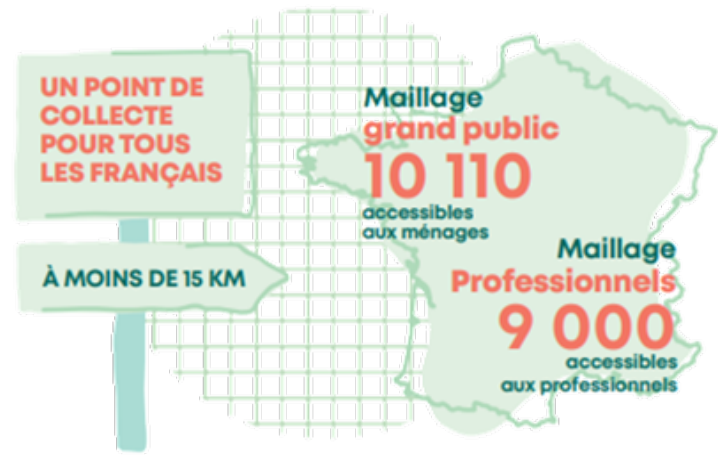 UN POINT DE
COLLECTE
POUR TOUS
LES FRANÇAIS
À MOINS DE 15 KM
Maillage
grand public
10 110
accessibles
aux ménages
Maillage
Professionnels
9 000
accessibles
aux professionnels